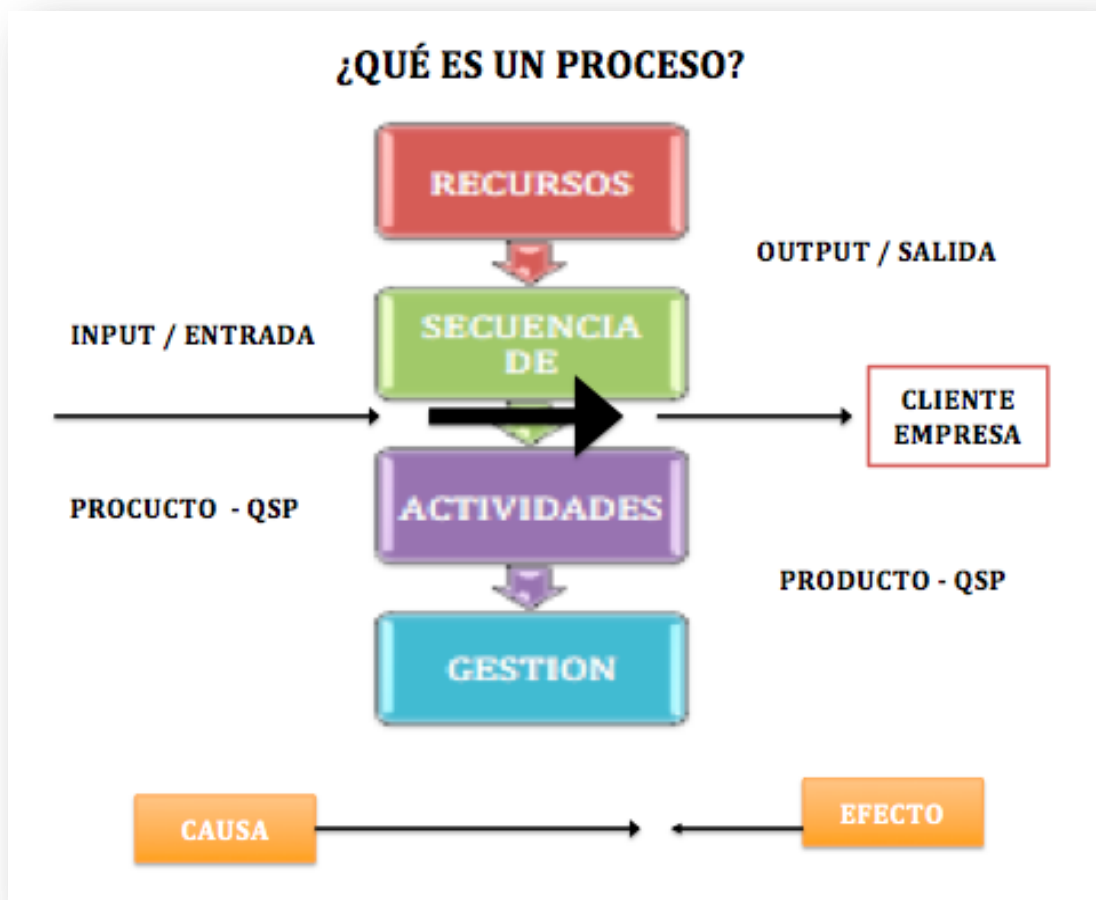 ¿QUÉ ES UN PROCESO?
RECURSOS
OUTPUT / SALIDA
INPUT / ENTRADA
SECUENCIA
DE
CLIENTE
EMPRESA
PROCUCTO - QSP
ACTIVIDADES
PRODUCTO - QSP
GESTION
CAUSA
EFECTO